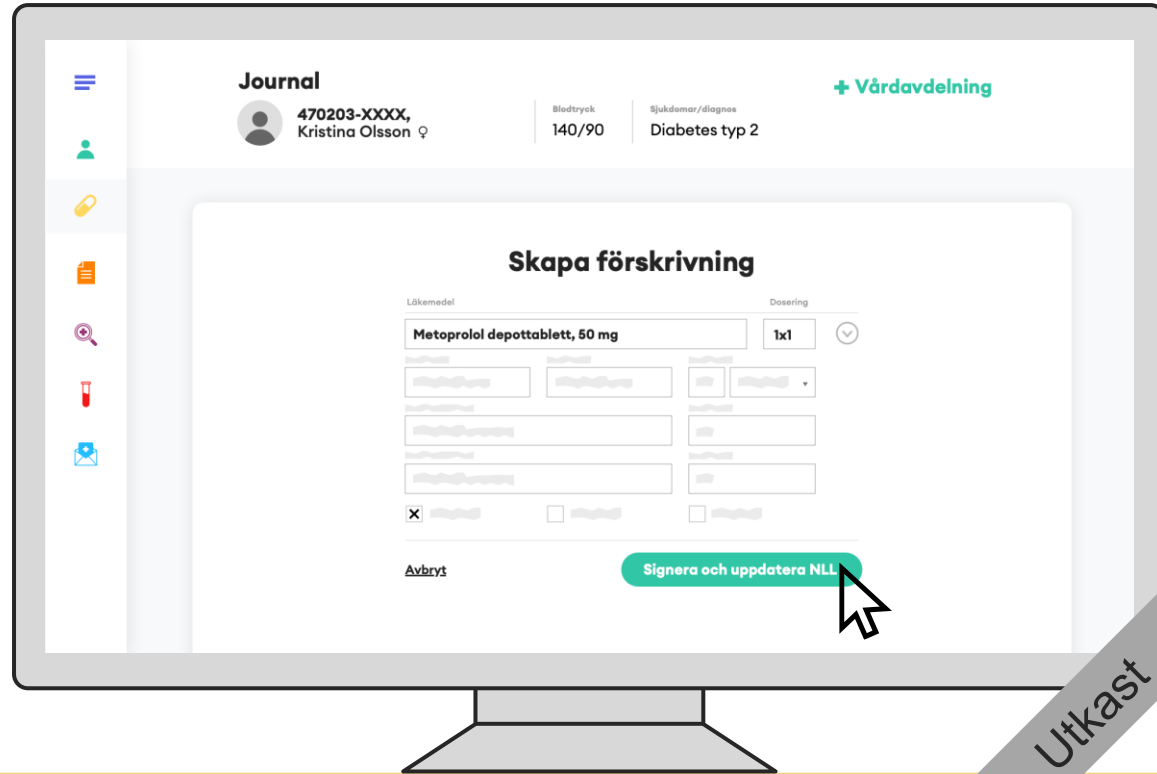 Journal
470203-XXXX,
Kristina Olsson ♀
Blodtryck
140/90
Sjukdomar/diagnos
Diabetes typ 2
+ Vårdavdelning
Skapa förskrivning
Läkemedel
Dosering
Metoprolol depottablett, 50 mg
1x1
Avbryt
Signera och uppdatera NLL
Utkast